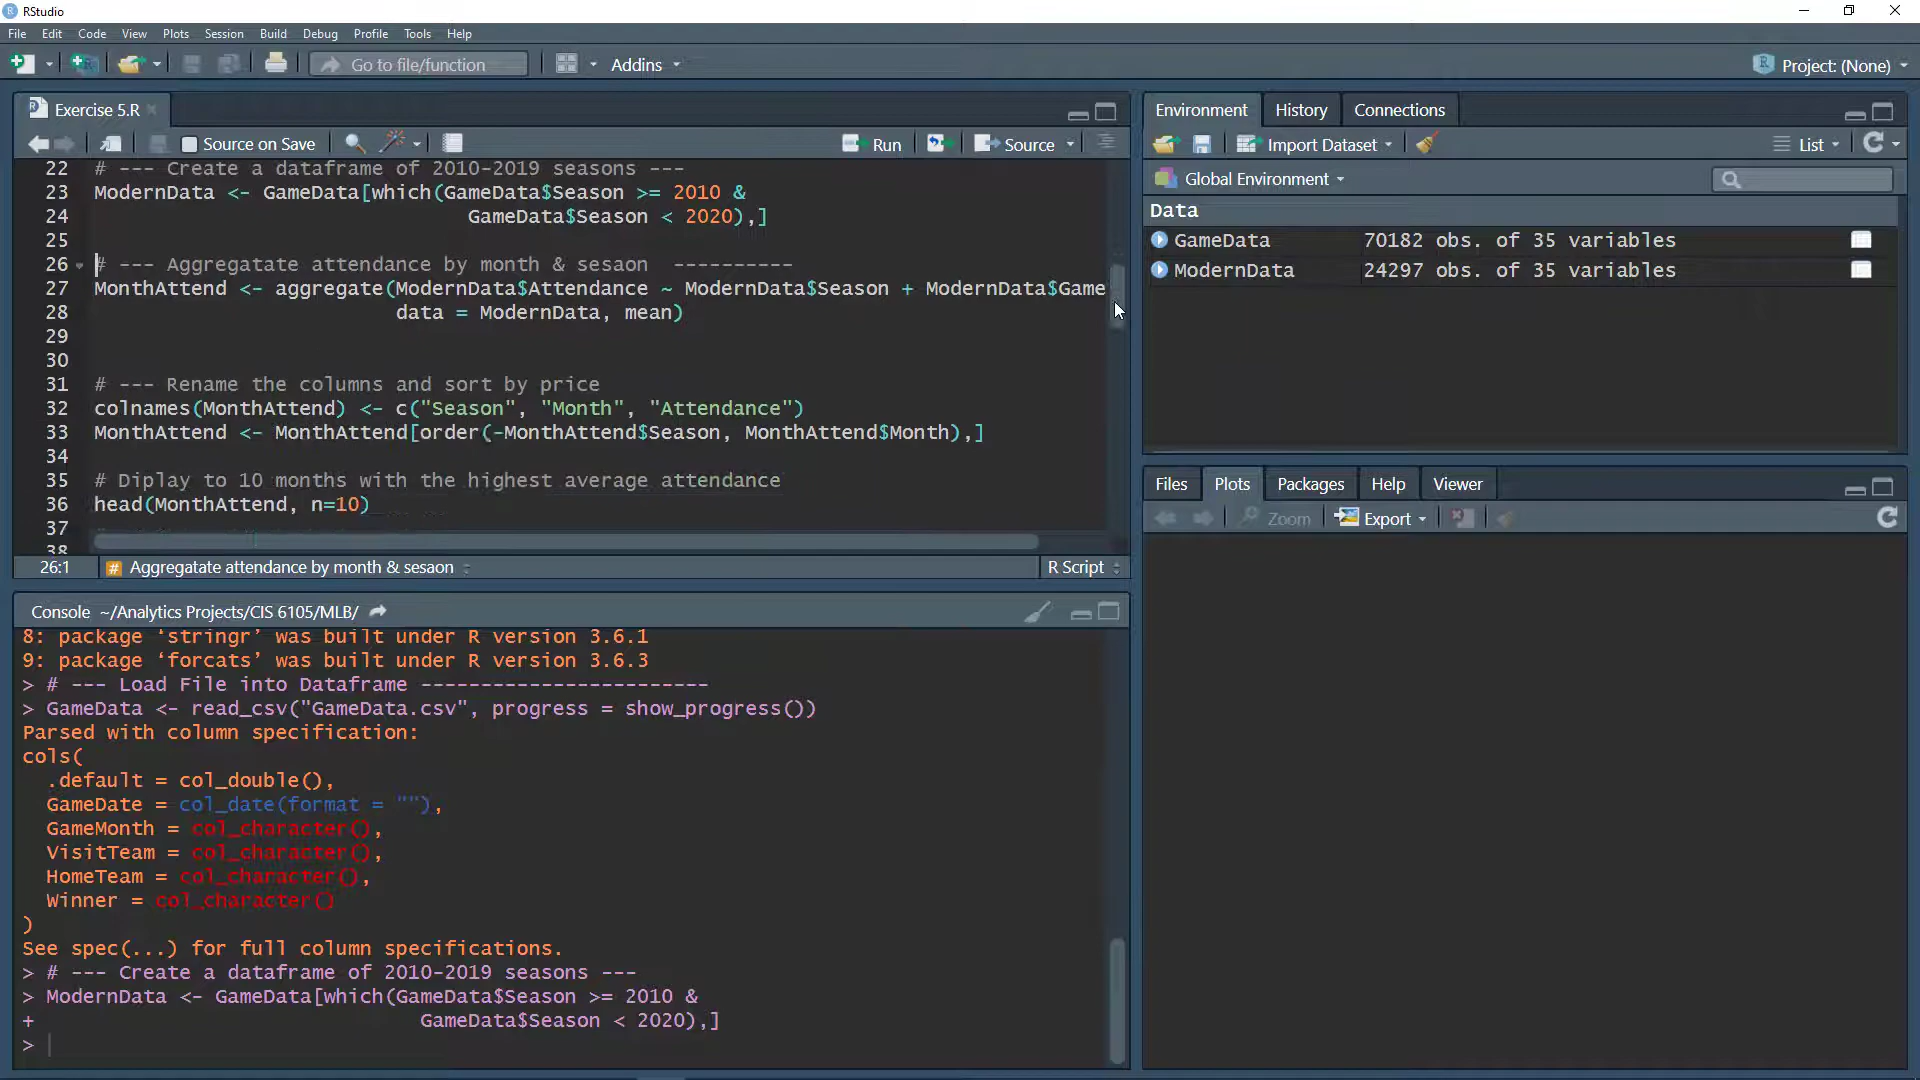 RStudio
File Edit Code View Plots Session Build Debug Profile Tools Help
Go to file/function
Addins
Project: (None)
Exercise 5.R
Source on Save
Run
Source
22 # --- Create a dataframe of 2010-2019 seasons ---
23 ModernData <- GameData[which(GameData$Season >= 2010 &
24 GameData$Season < 2020),]
25
26 # --- Aggregatate attendance by month & sesaon ----------
27 MonthAttend <- aggregate(ModernData$Attendance ~ ModernData$Season + ModernData$Game
28 data = ModernData, mean)
29
30
31 # --- Rename the columns and sort by price
32 colnames(MonthAttend) <- c("Season", "Month", "Attendance")
33 MonthAttend <- MonthAttend[order(-MonthAttend$Season, MonthAttend$Month),]
34
35 # Diplay to 10 months with the highest average attendance
36 head(MonthAttend, n=10)
37
38
26:1 # Aggregatate attendance by month & sesaon
R Script
Console ~/Analytics Projects/CIS 6105/MLB/
8: package ‘stringr’ was built under R version 3.6.1
9: package ‘forcats’ was built under R version 3.6.3
> # --- Load File into Dataframe ------------------------
> GameData <- read_csv("GameData.csv", progress = show_progress())
Parsed with column specification:
cols(
.default = col_double(),
GameDate = col_date(format = ""),
GameMonth = col_character(),
VisitTeam = col_character(),
HomeTeam = col_character(),
Winner = col_character()
)
See spec(...) for full column specifications.
> # --- Create a dataframe of 2010-2019 seasons ---
> ModernData <- GameData[which(GameData$Season >= 2010 &
+ GameData$Season < 2020),]
>
Environment History Connections
Import Dataset
List
Global Environment
Data
GameData 70182 obs. of 35 variables
ModernData 24297 obs. of 35 variables
Files Plots Packages Help Viewer
Zoom
Export